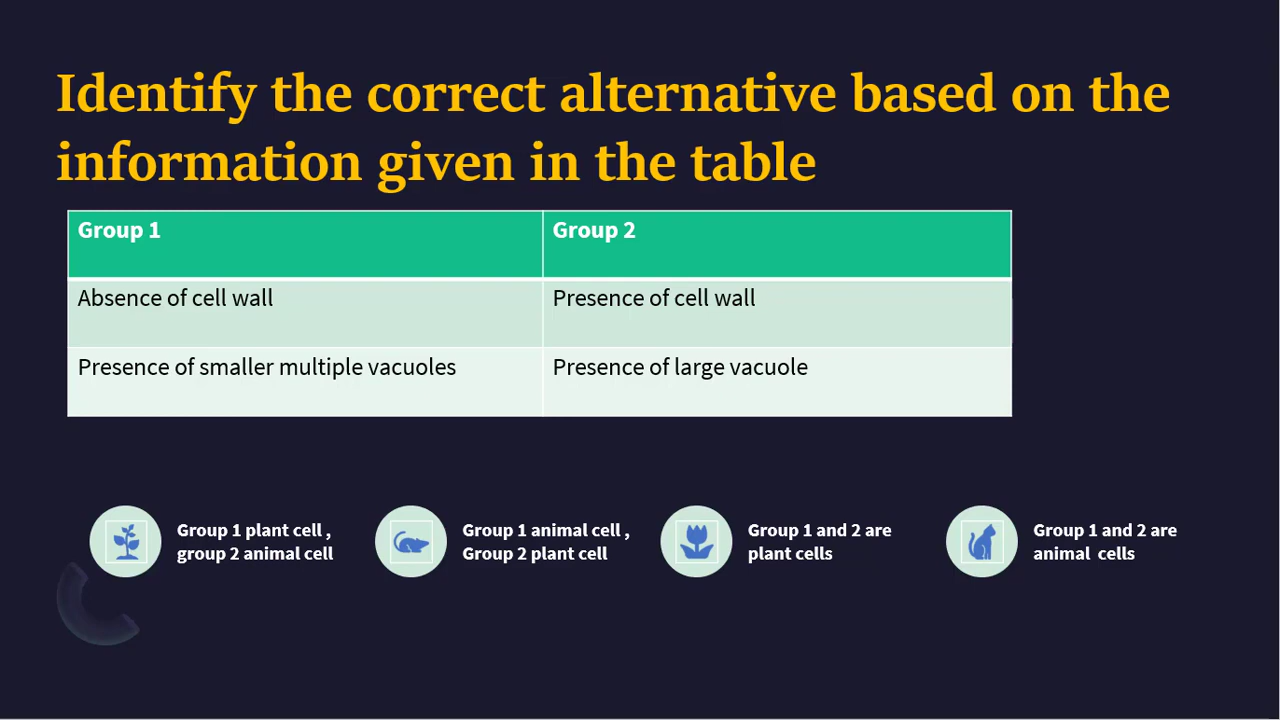 Identify the correct alternative based on the
information given in the table
Group 1 Group 2
Absence of cell wall Presence of cell wall
Presence of smaller multiple vacuoles Presence of large vacuole
Group 1 plant cell ,
group 2 animal cell
Group 1 animal cell ,
Group 2 plant cell
Group 1 and 2 are
plant cells
Group 1 and 2 are
animal cells